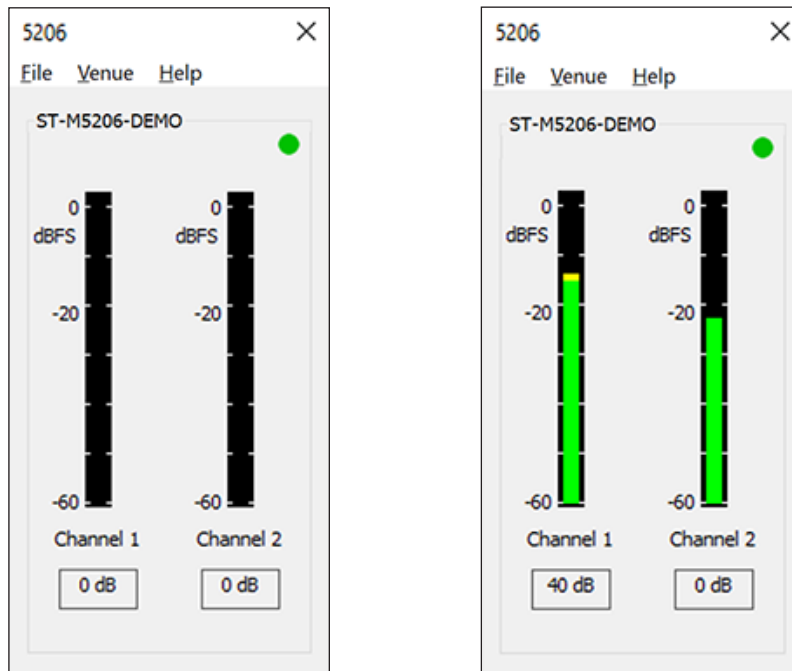 5206
File Venue Help
ST-M5206-DEMO
0 0
dBFS dBFS
-20 -20
-60 -60
Channel 1 Channel 2
0 dB 0 dB
5206
File Venue Help
ST-M5206-DEMO
0 0
dBFS dBFS
-20 -20
-60 -60
Channel 1 Channel 2
40 dB 0 dB